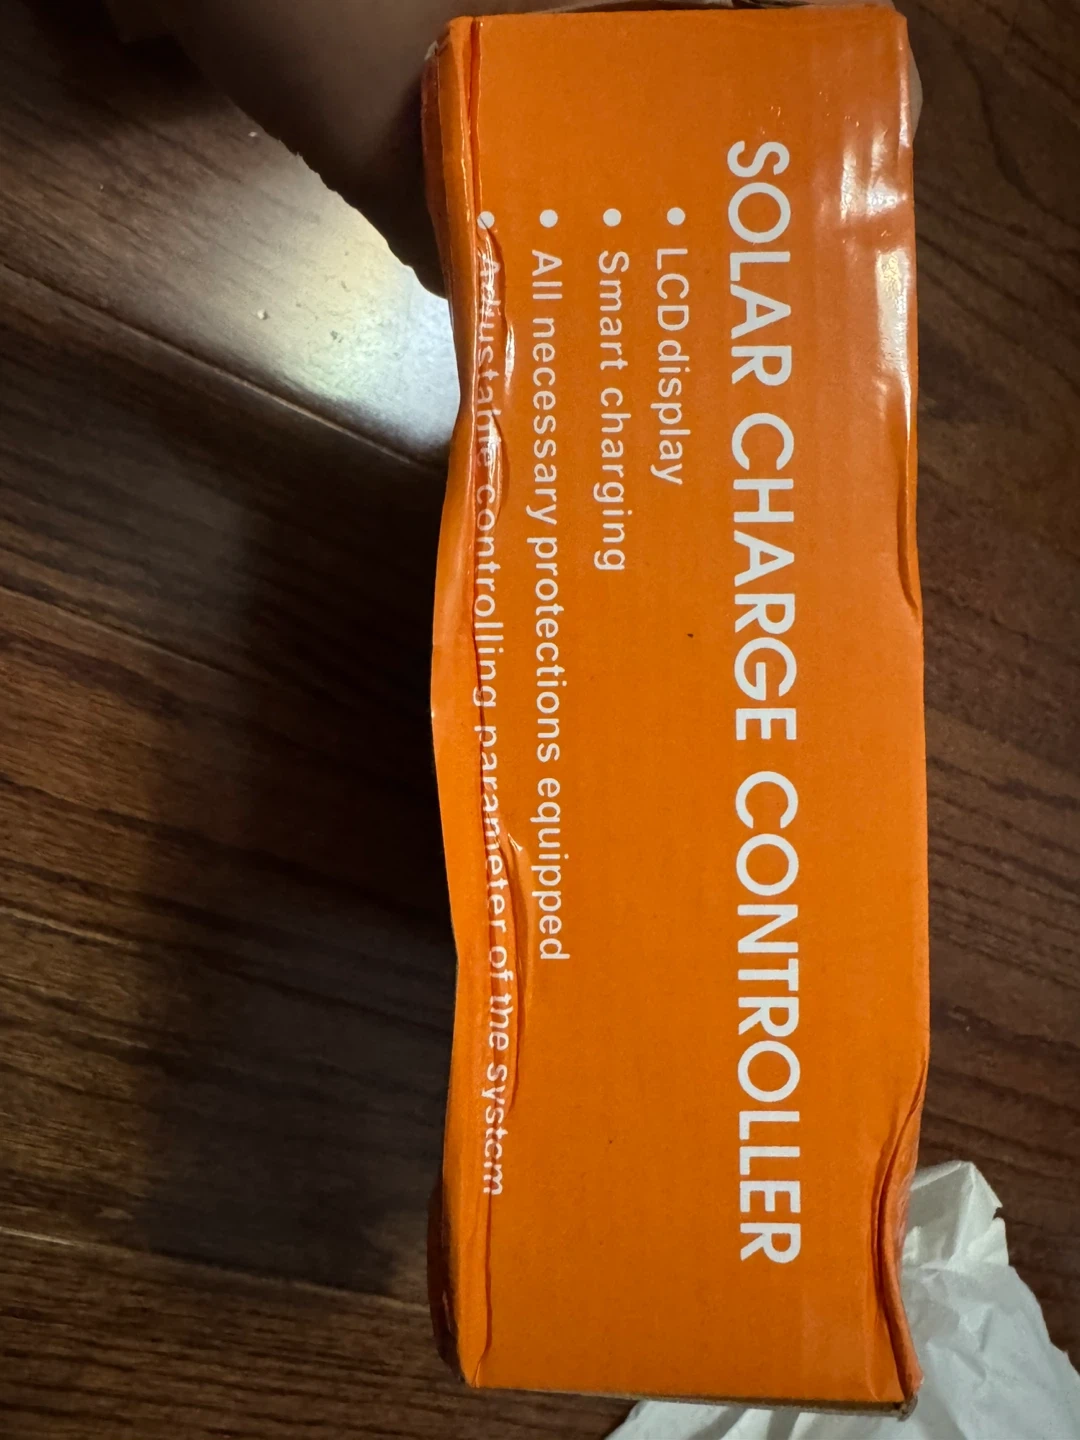 SOLAR CHARGE CONTROLLER
• LCD display
• Smart charging
• All necessary protections equipped
• Adjustable controlling parameter of the system